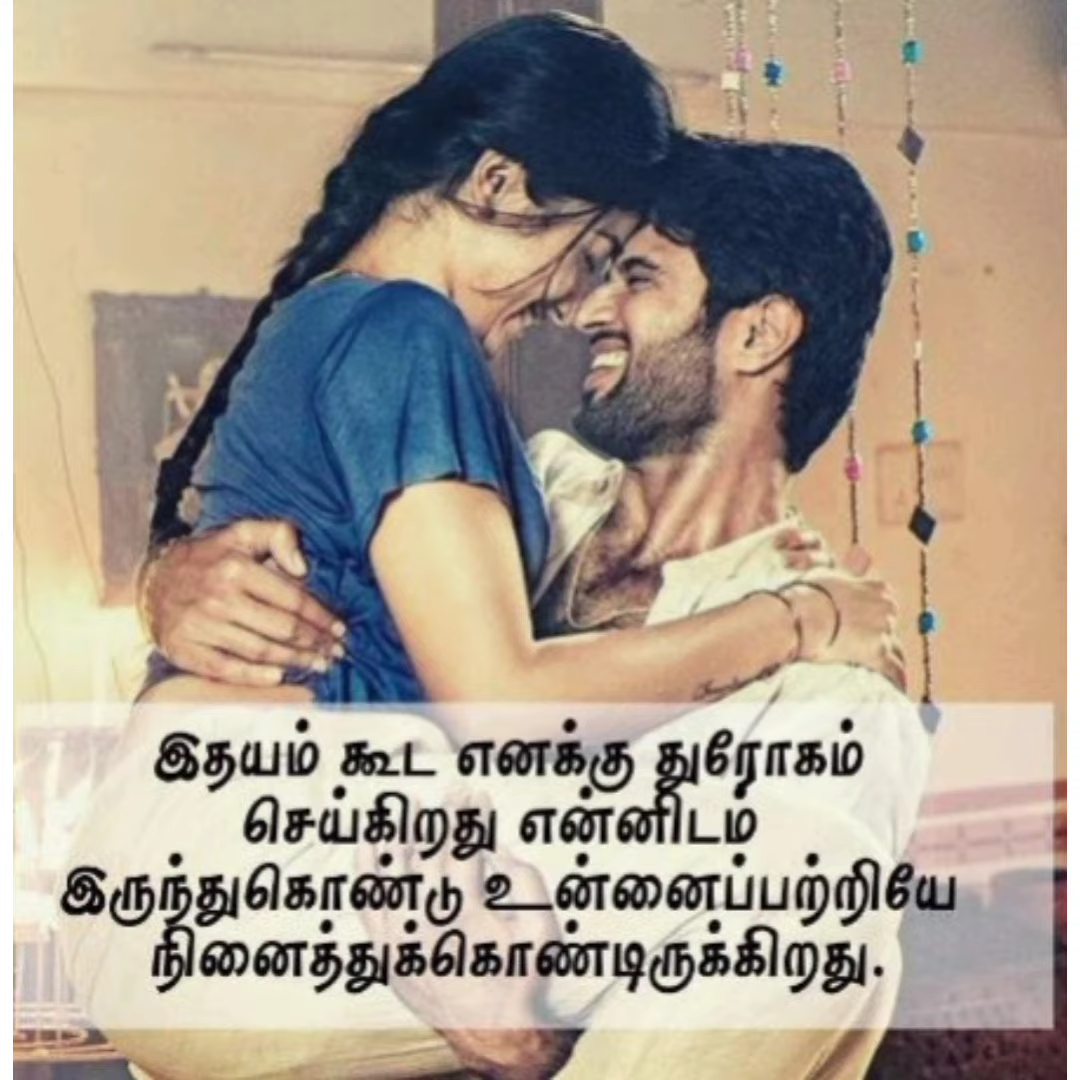 இதயம் கூட எனக்கு துரோகம்
செய்கிறது என்னிடம்
இருந்துகொண்டு உன்னைப்பற்றியே
நினைத்துக்கொண்டிருக்கிறது.